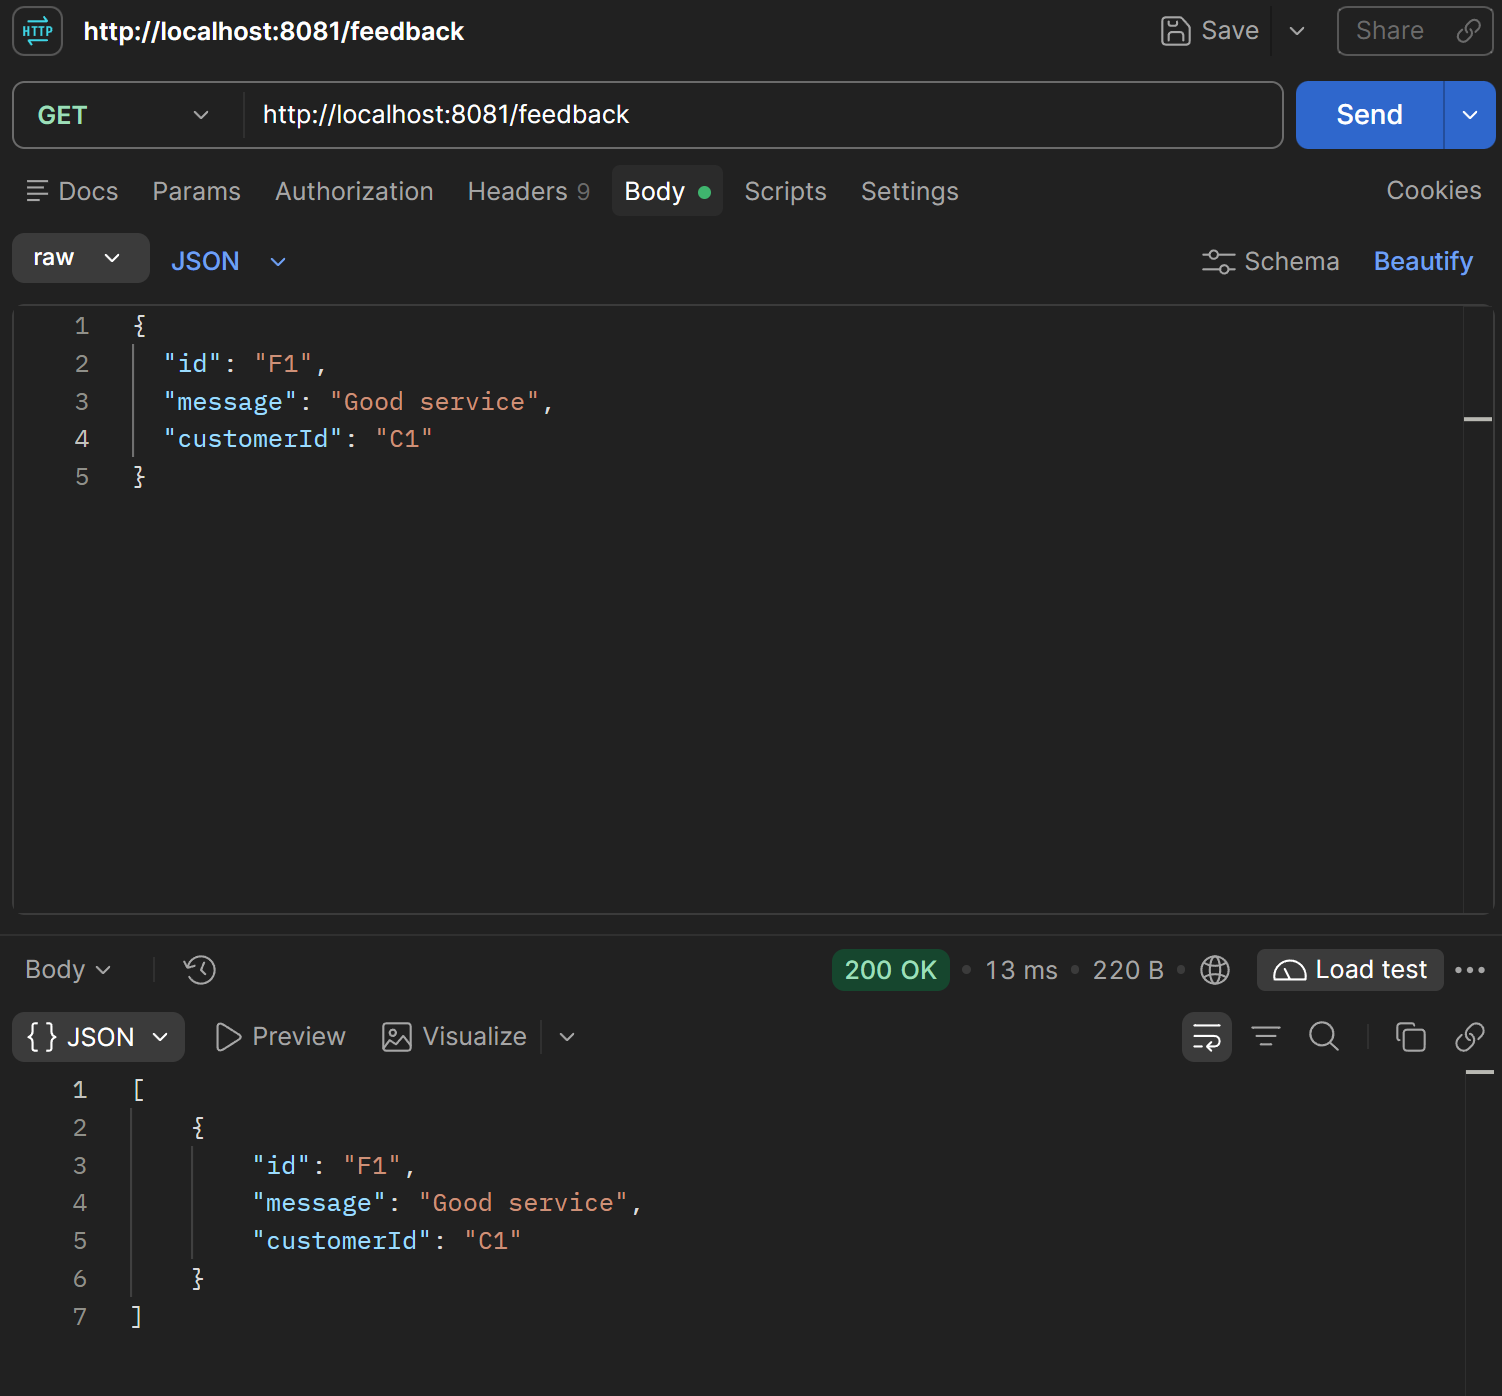 HTTP http://localhost:8081/feedback Save Share
GET http://localhost:8081/feedback Send
Docs Params Authorization Headers 9 Body Scripts Settings Cookies
raw JSON Schema Beautify
1 {
2 "id": "F1",
3 "message": "Good service",
4 "customerId": "C1"
5 }
Body 200 OK • 13 ms • 220 B • Load test
{} JSON Preview Visualize
1 [
2 {
3 "id": "F1",
4 "message": "Good service",
5 "customerId": "C1"
6 }
7 ]